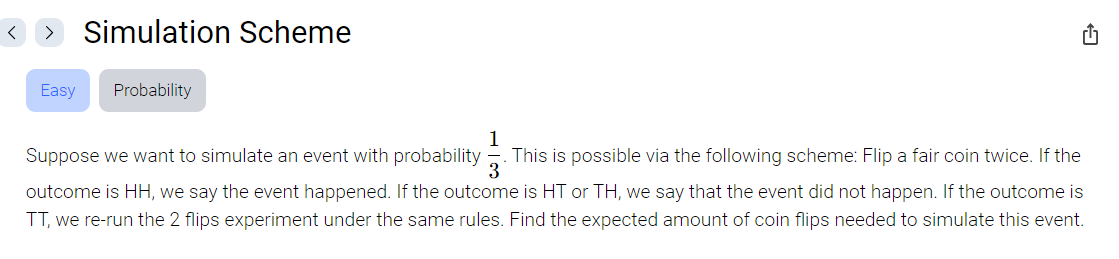 Simulation Scheme
Easy
Probability
Suppose we want to simulate an event with probability 1/3. This is possible via the following scheme: Flip a fair coin twice. If the
outcome is HH, we say the event happened. If the outcome is HT or TH, we say that the event did not happen. If the outcome is
TT, we re-run the 2 flips experiment under the same rules. Find the expected amount of coin flips needed to simulate this event.